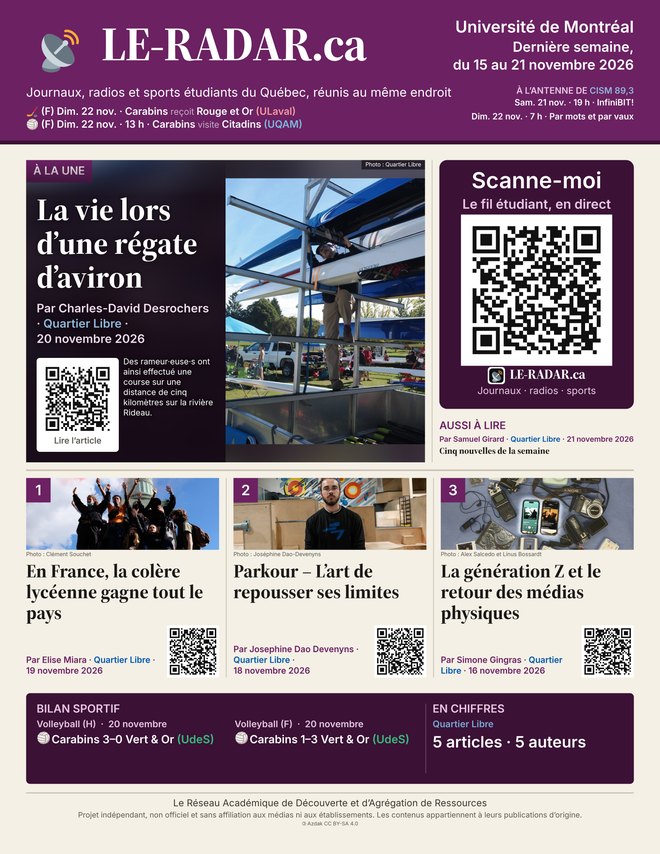 LE-RADAR.ca
Journaux, radios et sports étudiants du Québec, réunis au même endroit
(F) Dim. 22 nov. · Carabins reçoit Rouge et Or (ULaval)
(F) Dim. 22 nov. · 13 h · Carabins visite Citadins (UQAM)
Université de Montréal
Dernière semaine,
du 15 au 21 novembre 2026
À L'ANTENNE DE CISM 89,3
Sam. 21 nov. · 19 h · InfiniBIT!
Dim. 22 nov. · 7 h · Par mots et par vaux
À LA UNE
Photo : Quartier Libre
La vie lors
d'une régate
d'aviron
Par Charles-David Desrochers
· Quartier Libre ·
20 novembre 2026
Lire l'article
Des rameur·euse·s ont
ainsi effectué une
course sur une
distance de cinq
kilomètres sur la rivière
Rideau.
Scanne-moi
Le fil étudiant, en direct
LE-RADAR.ca
Journaux · radios · sports
AUSSI À LIRE
Par Samuel Girard · Quartier Libre · 21 novembre 2026
Cinq nouvelles de la semaine
1
Photo : Clément Souchet
En France, la colère
lycéenne gagne tout le
pays
Par Elise Miara · Quartier Libre ·
19 novembre 2026
2
Photo : Joséphine Dao-Devenyns
Parkour – L'art de
repousser ses limites
Par Josephine Dao Devenyns ·
Quartier Libre ·
18 novembre 2026
3
Photo : Alex Salcedo et Linus Bossardt
La génération Z et le
retour des médias
physiques
Par Simone Gingras · Quartier
Libre · 16 novembre 2026
BILAN SPORTIF
Volleyball (H) · 20 novembre
Carabins 3–0 Vert & Or (UdeS)
Volleyball (F) · 20 novembre
Carabins 1–3 Vert & Or (UdeS)
EN CHIFFRES
Quartier Libre
5 articles · 5 auteurs
Le Réseau Académique de Découverte et d'Agrégation de Ressources
Projet indépendant, non officiel et sans affiliation aux médias ni aux établissements. Les contenus appartiennent à leurs publications d'origine.
Azdak CC BY-SA 4.0